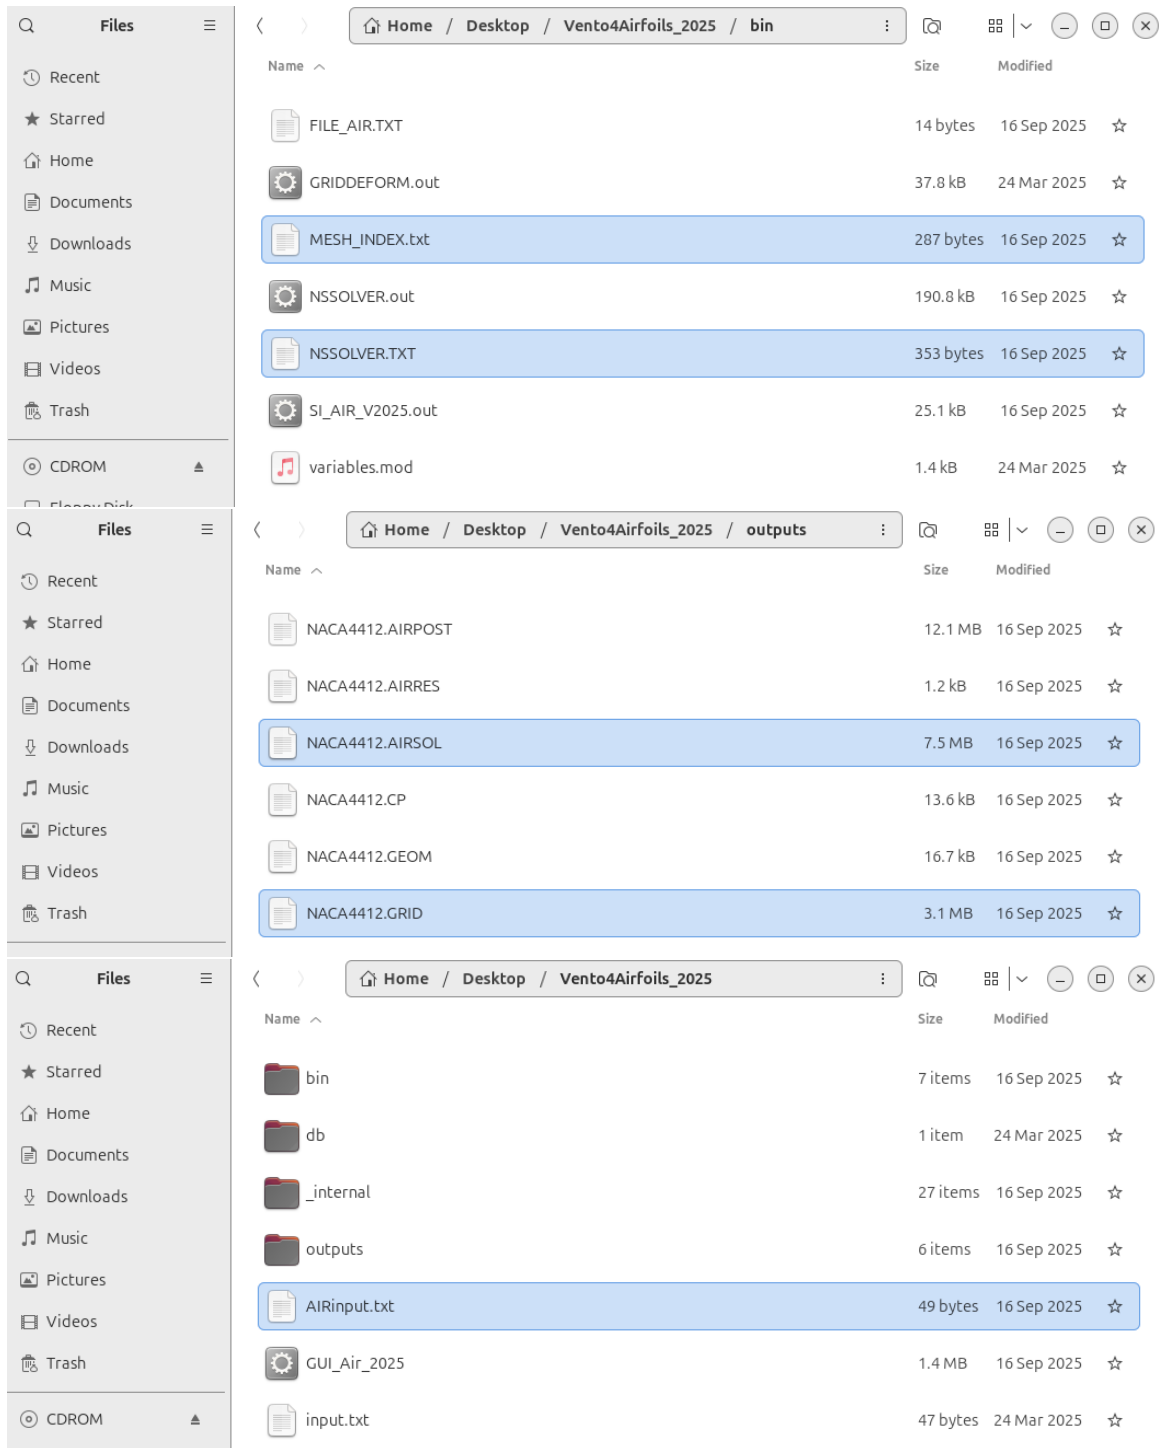 Files
Home / Desktop / Vento4Airfoils_2025 / bin
Name Size Modified
Recent
Starred
Home
Documents
Downloads
Music
Pictures
Videos
Trash
CDROM
Floppy Disk
FILE_AIR.TXT 14 bytes 16 Sep 2025
GRIDDEFORM.out 37.8 kB 24 Mar 2025
MESH_INDEX.txt 287 bytes 16 Sep 2025
NSSOLVER.out 190.8 kB 16 Sep 2025
NSSOLVER.TXT 353 bytes 16 Sep 2025
SI_AIR_V2025.out 25.1 kB 16 Sep 2025
variables.mod 1.4 kB 24 Mar 2025
Files
Home / Desktop / Vento4Airfoils_2025 / outputs
Name Size Modified
Recent
Starred
Home
Documents
Downloads
Music
Pictures
Videos
Trash
NACA4412.AIRPOST 12.1 MB 16 Sep 2025
NACA4412.AIRRES 1.2 kB 16 Sep 2025
NACA4412.AIRSOL 7.5 MB 16 Sep 2025
NACA4412.CP 13.6 kB 16 Sep 2025
NACA4412.GEOM 16.7 kB 16 Sep 2025
NACA4412.GRID 3.1 MB 16 Sep 2025
Files
Home / Desktop / Vento4Airfoils_2025
Name Size Modified
Recent
Starred
Home
Documents
Downloads
Music
Pictures
Videos
Trash
CDROM
bin 7 items 16 Sep 2025
db 1 item 24 Mar 2025
_internal 27 items 16 Sep 2025
outputs 6 items 16 Sep 2025
AIRinput.txt 49 bytes 16 Sep 2025
GUI_Air_2025 1.4 MB 16 Sep 2025
input.txt 47 bytes 24 Mar 2025